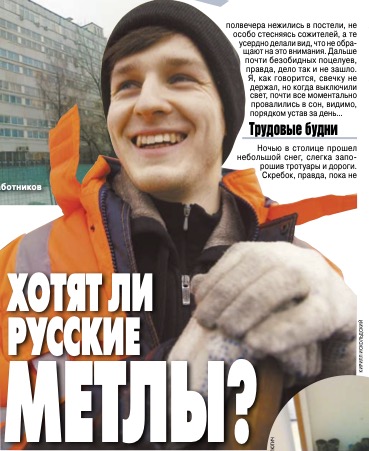 полвечера нежились в постели, не
особо стесняясь сожителей, а те
усердно делали вид, что не обра-
щают на это внимания. Дальше
почти безобидных поцелуев,
правда, дело так и не зашло.
Я, как говорится, свечку не
держал, но когда выключили
свет, почти все моментально
провалились в сон, видимо,
порядком устав за день...
Трудовые будни
Ночью в столице прошел
небольшой снег, слегка запо-
рошив тротуары и дороги.
Скребок, правда, пока не
ботников
ХОТЯТ ЛИ
РУССКИЕ
МЕТЛЫ?